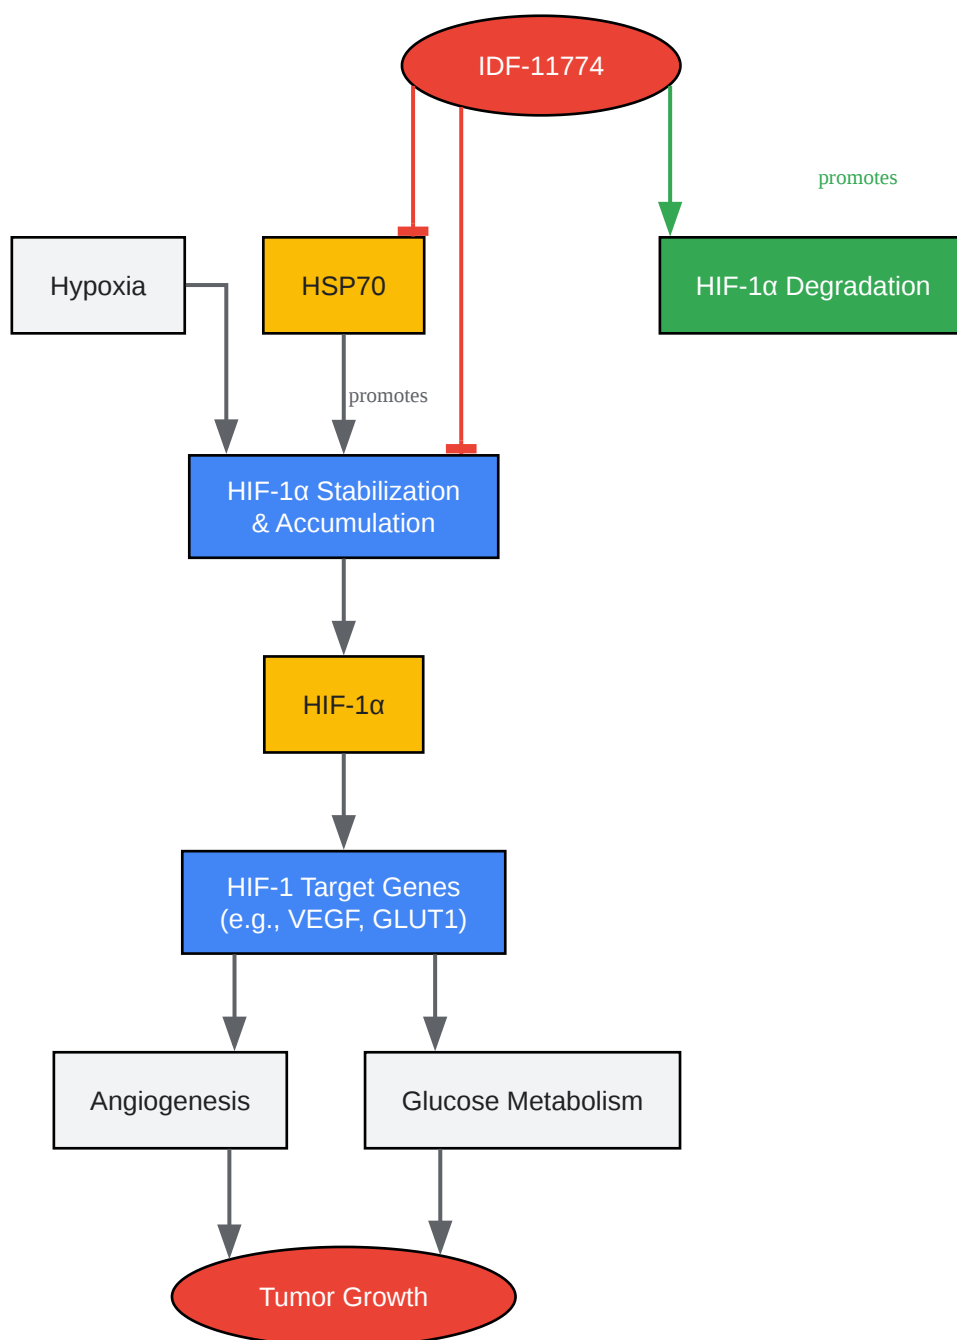 IDF-11774
promotes
Hypoxia
HSP70
HIF-1α Degradation
promotes
HIF-1α Stabilization
& Accumulation
HIF-1α
HIF-1 Target Genes
(e.g., VEGF, GLUT1)
Angiogenesis
Glucose Metabolism
Tumor Growth